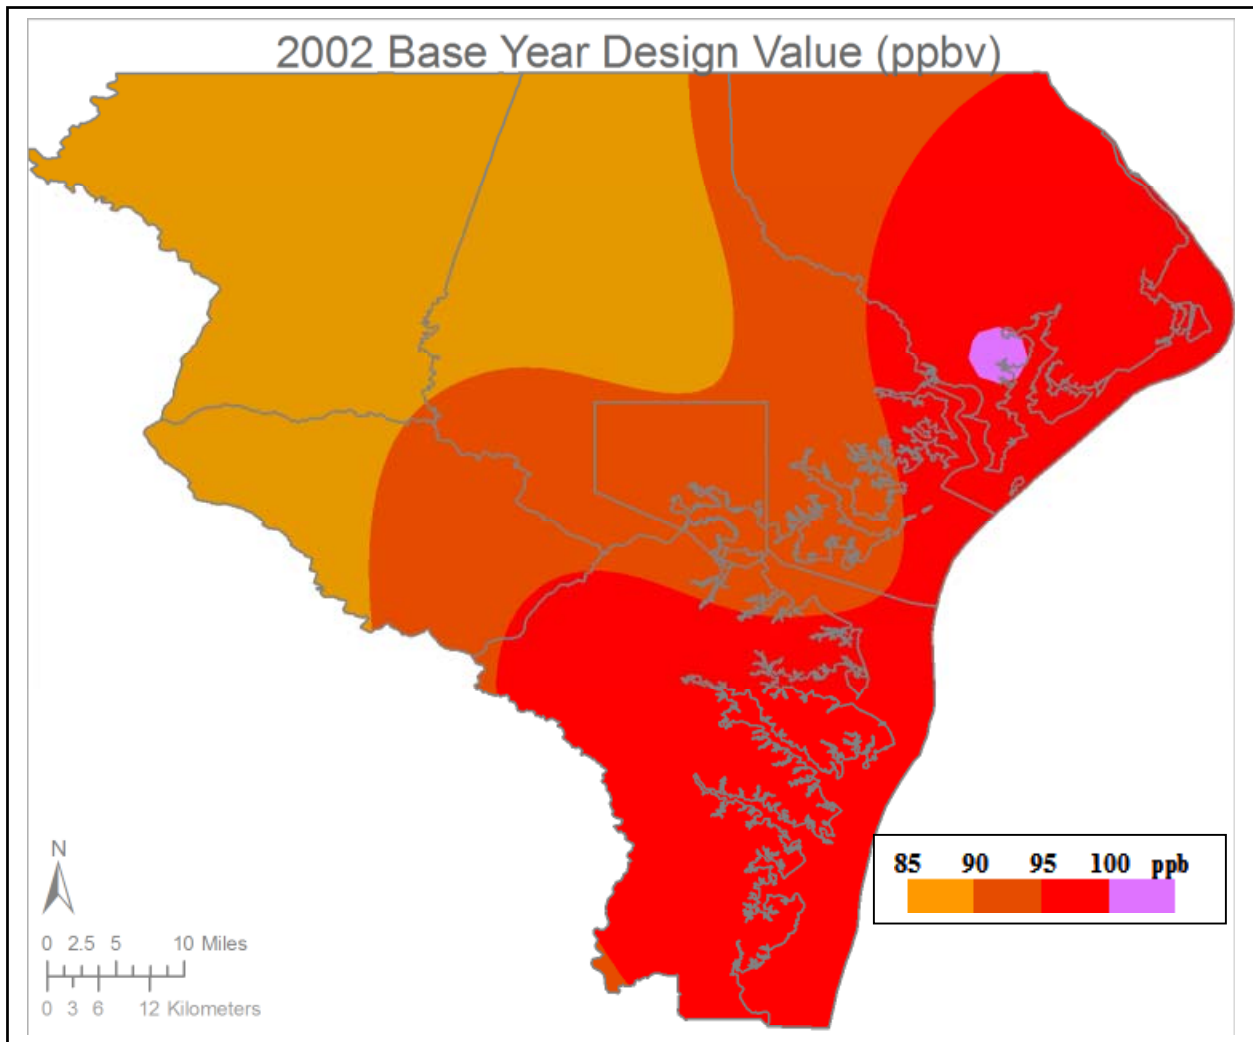 2002 Base Year Design Value (ppbv)
85 90 95 100 ppb
N
0 2.5 5 10 Miles
0 3 6 12 Kilometers